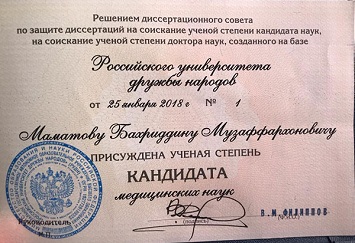 Решением диссертационного совета
по защите диссертаций на соискание ученой степени кандидата наук,
на соискание ученой степени доктора наук, созданного на базе
Российского университета
дружбы народов
от 25 января 2018 г № 1
Маматову Бахриддину Музаффархоновичу
ПРИСУЖДЕНА УЧЕНАЯ СТЕПЕНЬ
КАНДИДАТА
медицинских наук
В.М.ФИЛИППОВ
Руководитель
(подпись)
М.П.